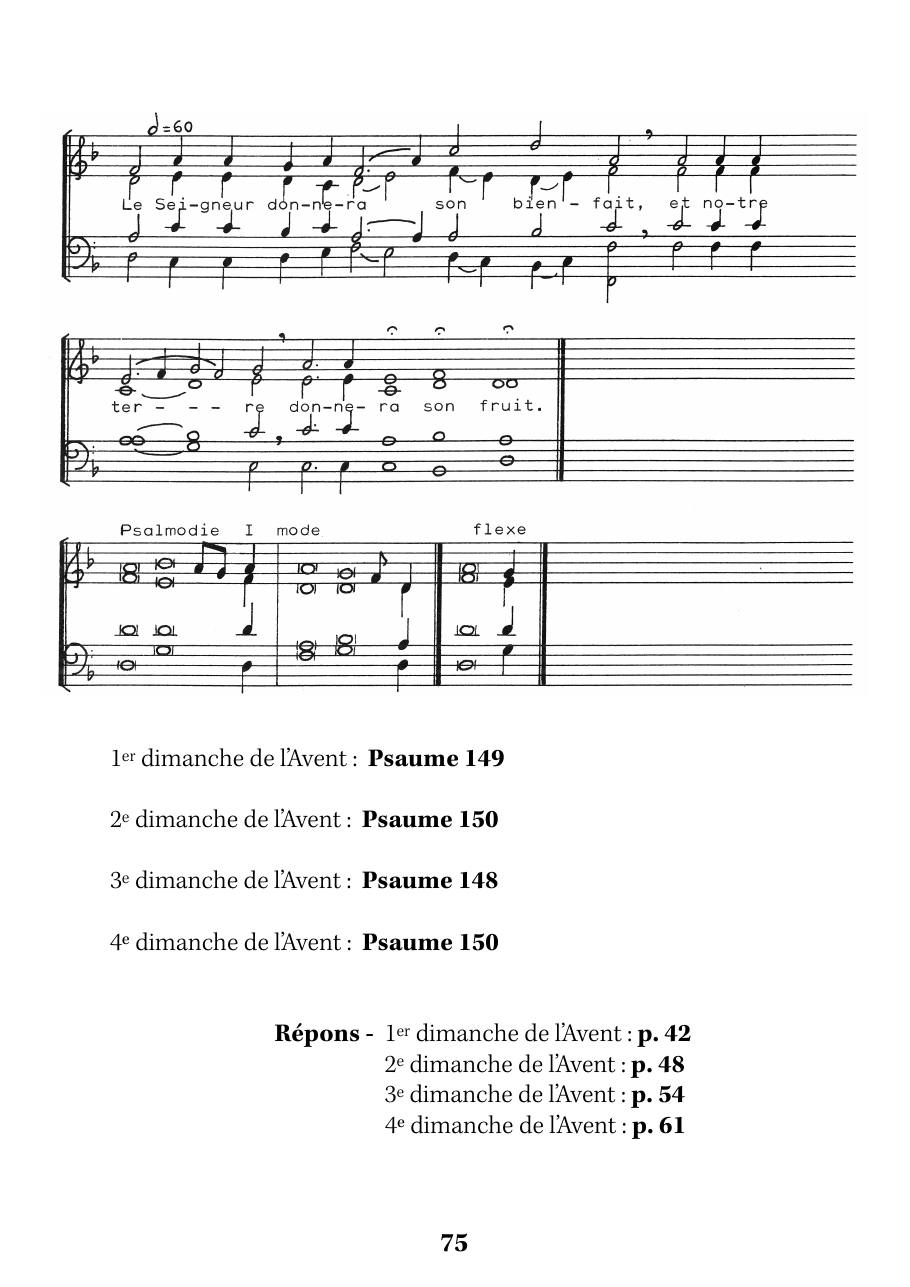 =60
Le Sei-gneur don-ne-ra son bien - fait, et no-tre
ter - - - re don-ne- ra son fruit.
Psalmodie I mode flexe
1er dimanche de l’Avent : Psaume 149
2e dimanche de l’Avent : Psaume 150
3e dimanche de l’Avent : Psaume 148
4e dimanche de l’Avent : Psaume 150
Répons - 1er dimanche de l’Avent : p. 42
2e dimanche de l’Avent : p. 48
3e dimanche de l’Avent : p. 54
4e dimanche de l’Avent : p. 61
75